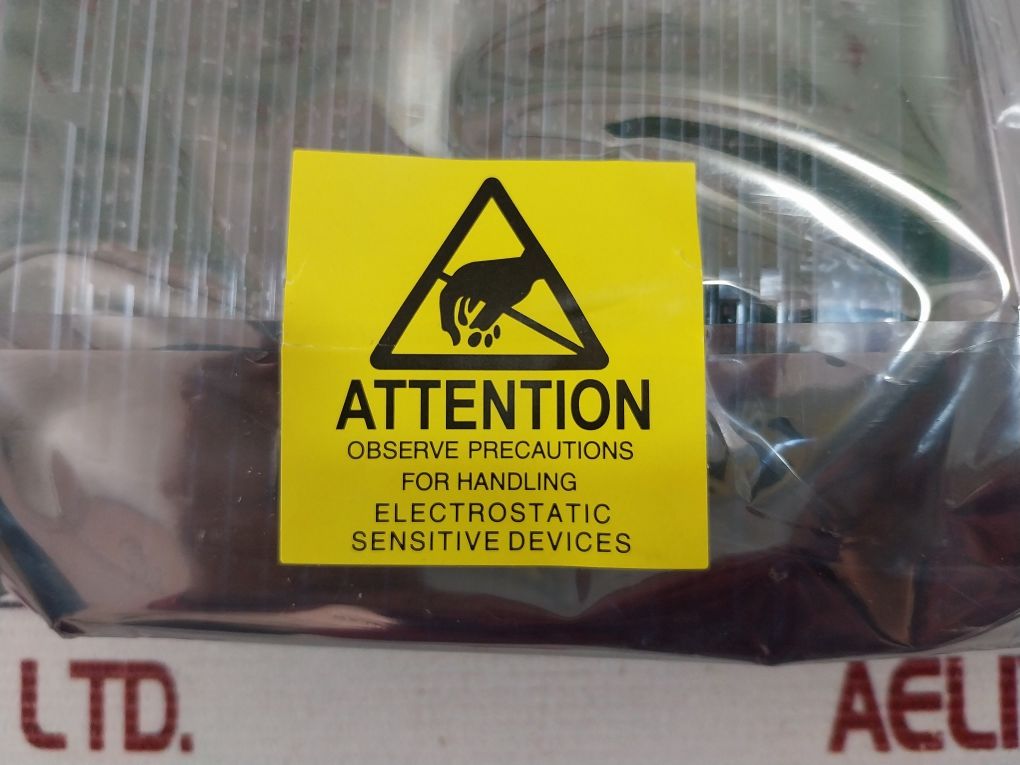 ATTENTION
OBSERVE PRECAUTIONS
FOR HANDLING
ELECTROSTATIC
SENSITIVE DEVICES
LTD. AELI